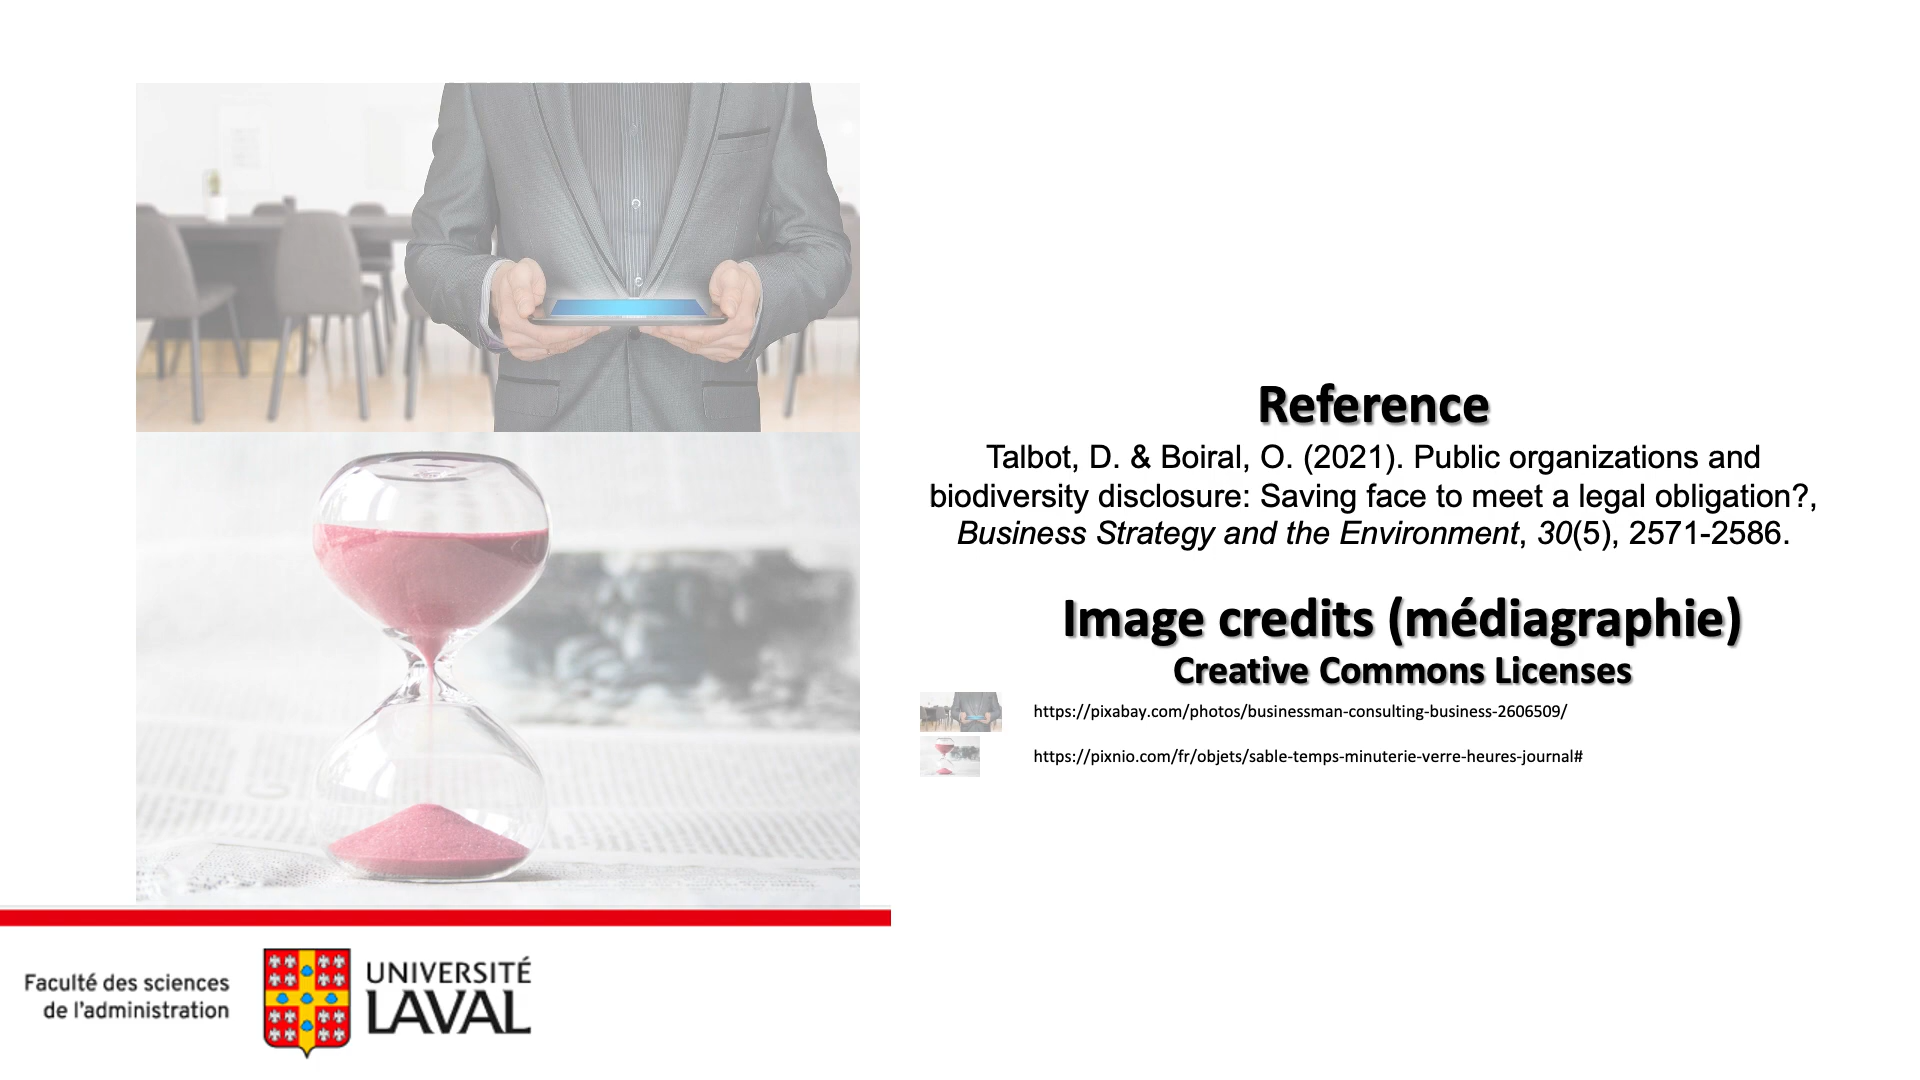 Reference
Talbot, D. & Boiral, O. (2021). Public organizations and
biodiversity disclosure: Saving face to meet a legal obligation?,
Business Strategy and the Environment, 30(5), 2571-2586.
Image credits (médiagraphie)
Creative Commons Licenses
https://pixabay.com/photos/businessman-consulting-business-2606509/
https://pixnio.com/fr/objets/sable-temps-minuterie-verre-heures-journal#
Faculté des sciences
de l'administration
UNIVERSITÉ
LAVAL